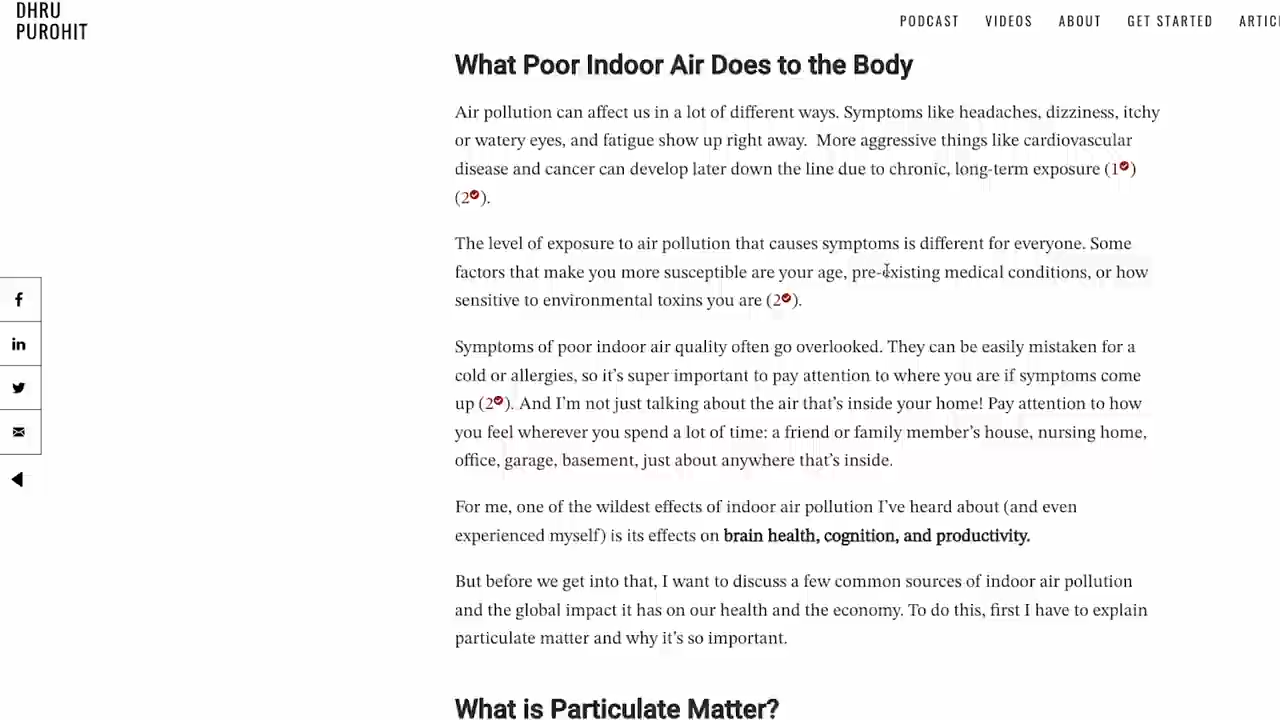 DHRU
PUROHIT
PODCAST VIDEOS ABOUT GET STARTED
What Poor Indoor Air Does to the Body
Air pollution can affect us in a lot of different ways. Symptoms like headaches, dizziness, itchy
or watery eyes, and fatigue show up right away.  More aggressive things like cardiovascular
disease and cancer can develop later down the line due to chronic, long-term exposure (1)
(2).
The level of exposure to air pollution that causes symptoms is different for everyone. Some
factors that make you more susceptible are your age, pre-existing medical conditions, or how
sensitive to environmental toxins you are (2).
Symptoms of poor indoor air quality often go overlooked. They can be easily mistaken for a
cold or allergies, so it's super important to pay attention to where you are if symptoms come
up (2). And I'm not just talking about the air that's inside your home! Pay attention to how
you feel wherever you spend a lot of time: a friend or family member's house, nursing home,
office, garage, basement, just about anywhere that's inside.
For me, one of the wildest effects of indoor air pollution I've heard about (and even
experienced myself) is its effects on brain health, cognition, and productivity.
But before we get into that, I want to discuss a few common sources of indoor air pollution
and the global impact it has on our health and the economy. To do this, first I have to explain
particulate matter and why it's so important.
What is Particulate Matter?